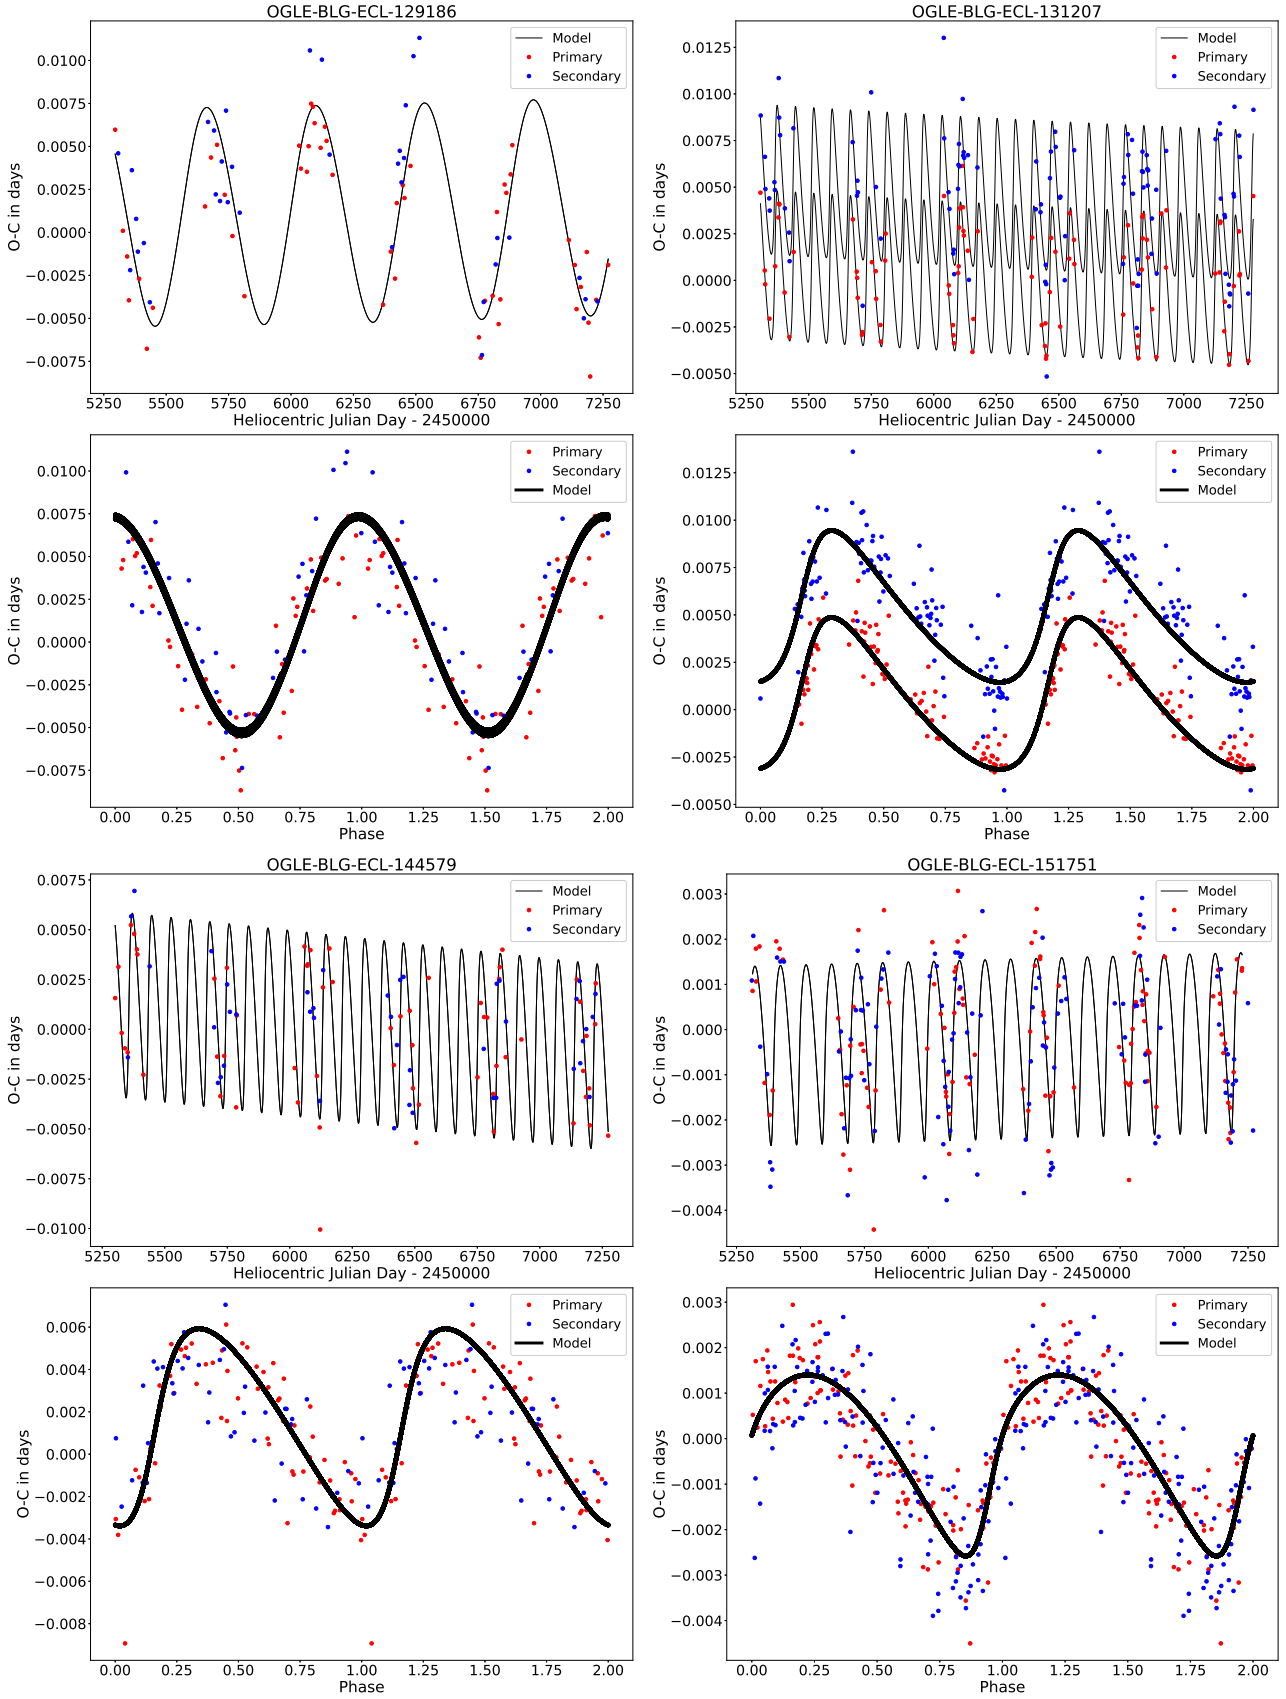 OGLE-BLG-ECL-129186
O-C in days
0.0100
0.0075
0.0050
0.0025
0.0000
−0.0025
−0.0050
−0.0075
Model
Primary
Secondary
5250 5500 5750 6000 6250 6500 6750 7000 7250
Heliocentric Julian Day - 2450000
OGLE-BLG-ECL-131207
O-C in days
0.0125
0.0100
0.0075
0.0050
0.0025
0.0000
−0.0025
−0.0050
Model
Primary
Secondary
5250 5500 5750 6000 6250 6500 6750 7000 7250
Heliocentric Julian Day - 2450000
O-C in days
0.0100
0.0075
0.0050
0.0025
0.0000
−0.0025
−0.0050
−0.0075
Primary
Secondary
Model
0.00 0.25 0.50 0.75 1.00 1.25 1.50 1.75 2.00
Phase
O-C in days
0.0125
0.0100
0.0075
0.0050
0.0025
0.0000
−0.0025
−0.0050
Primary
Secondary
Model
0.00 0.25 0.50 0.75 1.00 1.25 1.50 1.75 2.00
Phase
OGLE-BLG-ECL-144579
O-C in days
0.0075
0.0050
0.0025
0.0000
−0.0025
−0.0050
−0.0075
−0.0100
Model
Primary
Secondary
5250 5500 5750 6000 6250 6500 6750 7000 7250
Heliocentric Julian Day - 2450000
OGLE-BLG-ECL-151751
O-C in days
0.003
0.002
0.001
0.000
−0.001
−0.002
−0.003
−0.004
Model
Primary
Secondary
5250 5500 5750 6000 6250 6500 6750 7000 7250
Heliocentric Julian Day - 2450000
O-C in days
0.006
0.004
0.002
0.000
−0.002
−0.004
−0.006
−0.008
Primary
Secondary
Model
0.00 0.25 0.50 0.75 1.00 1.25 1.50 1.75 2.00
Phase
O-C in days
0.003
0.002
0.001
0.000
−0.001
−0.002
−0.003
−0.004
Primary
Secondary
Model
0.00 0.25 0.50 0.75 1.00 1.25 1.50 1.75 2.00
Phase